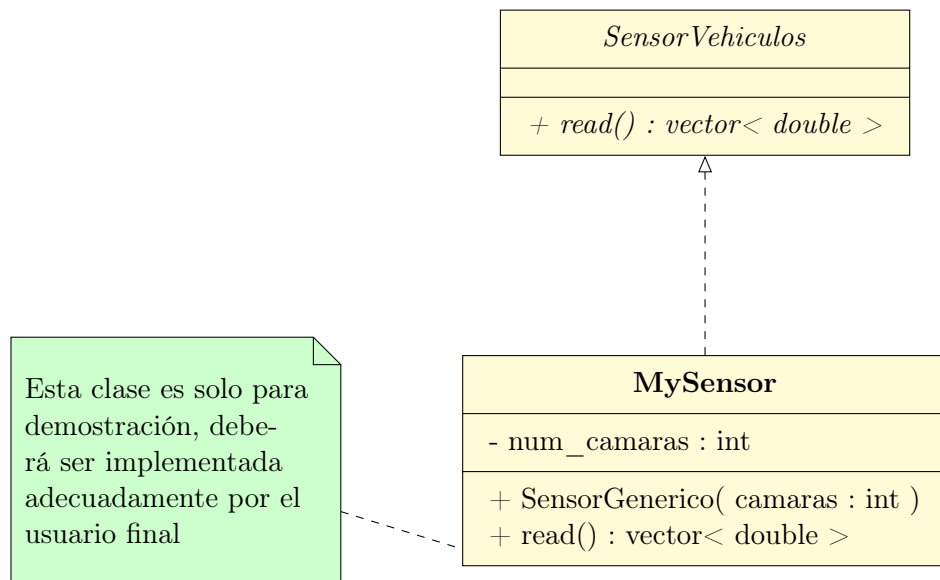 SensorVehiculos
+ read() : vector< double >
MySensor
- num_camaras : int
+ SensorGenerico( camaras : int )
+ read() : vector< double >
Esta clase es solo para
demostración, debe-
rá ser implementada
adecuadamente por el
usuario final